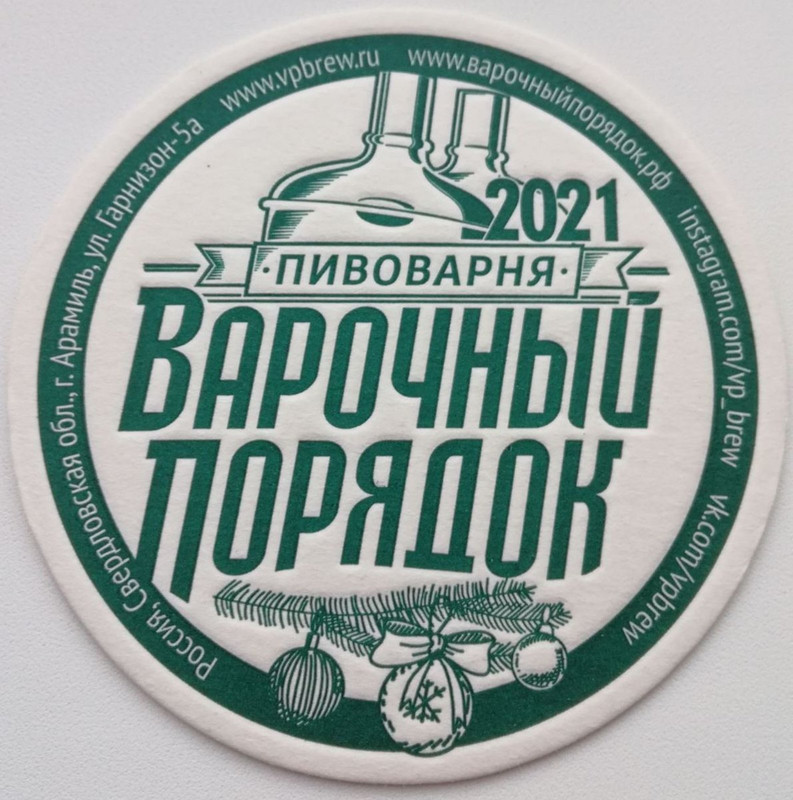 Россия, Свердловская обл., г. Арамиль, ул. Гарнизон-5а
www.vpbrew.ru
www.варочныйпорядок.рф
instagram.com/vp_brew
vk.com/vpbrew
2021
·ПИВОВАРНЯ·
ВАРОЧНЫЙ
ПОРЯДОК